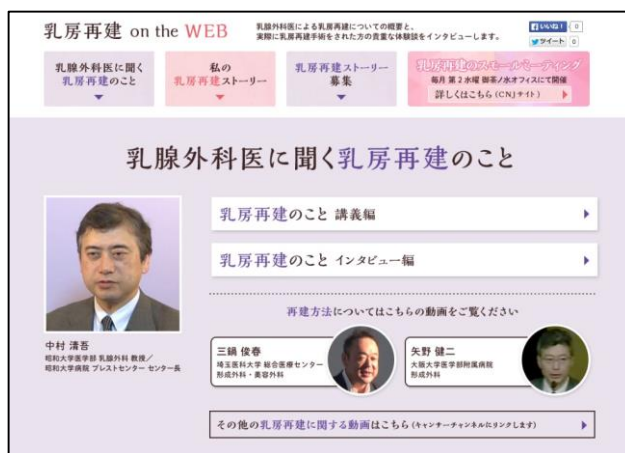 乳房再建 on the WEB
乳腺外科医による乳房再建についての概要と、
実際に乳房再建手術をされた方の貴重な体験談をインタビューします。
いいね! 0
ツイート 0
乳腺外科医に聞く
乳房再建のこと
私の
乳房再建ストーリー
乳房再建ストーリー
募集
乳房再建のスモールミーティング
毎月 第2水曜 御茶ノ水オフィスにて開催
詳しくはこちら(CNJサイト)
乳腺外科医に聞く乳房再建のこと
乳房再建のこと 講義編
乳房再建のこと インタビュー編
再建方法についてはこちらの動画をご覧ください
中村 清吾
昭和大学医学部 乳腺外科 教授/
昭和大学病院 ブレストセンター センター長
三鍋 俊春
埼玉医科大学 総合医療センター
形成外科・美容外科
矢野 健二
大阪大学医学部附属病院
形成外科
その他の乳房再建に関する動画はこちら(キャンサーチャンネルにリンクします)